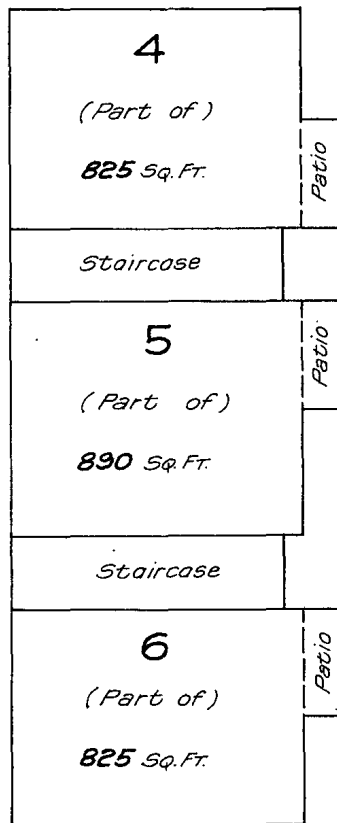 4
(Part of)
825 SQ. FT.
Patio
Staircase
5
(Part of)
890 SQ. FT.
Patio
Staircase
6
(Part of)
825 SQ. FT.
Patio